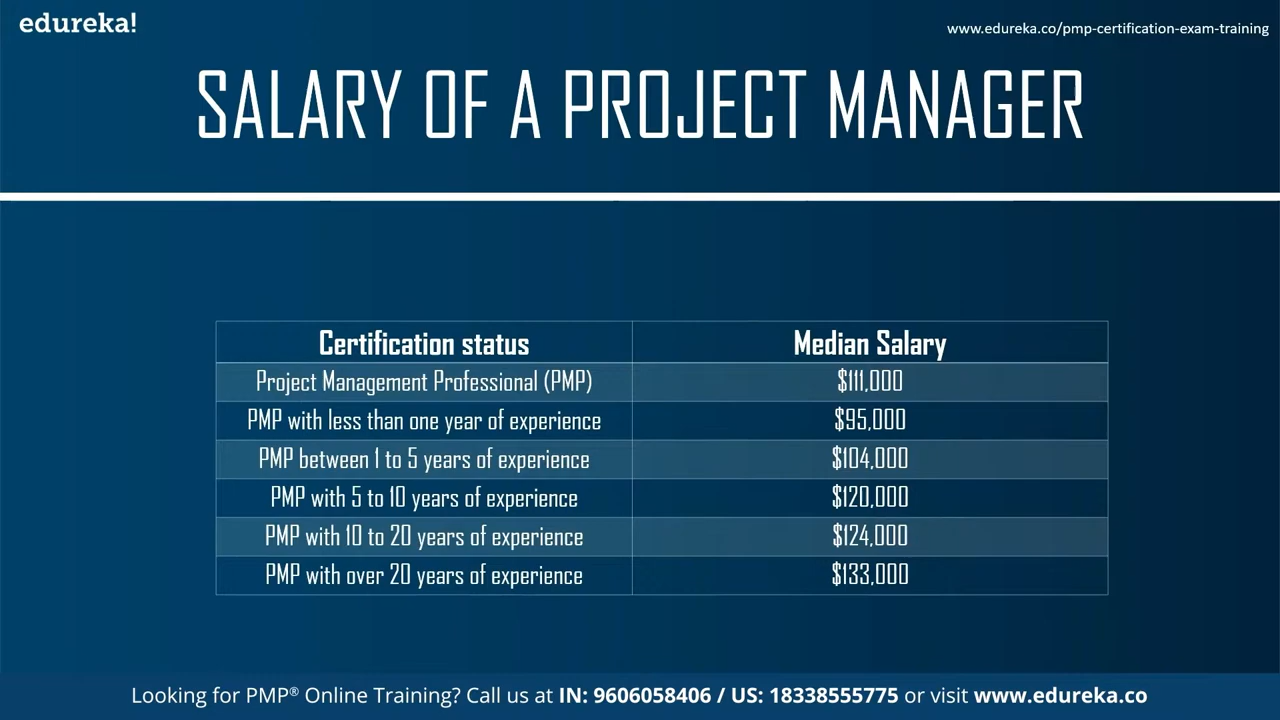 edureka!
www.edureka.co/pmp-certification-exam-training
SALARY OF A PROJECT MANAGER
Certification status Median Salary
Project Management Professional (PMP) $111,000
PMP with less than one year of experience $95,000
PMP between 1 to 5 years of experience $104,000
PMP with 5 to 10 years of experience $120,000
PMP with 10 to 20 years of experience $124,000
PMP with over 20 years of experience $133,000
Looking for PMP® Online Training? Call us at IN: 9606058406 / US: 18338555775 or visit www.edureka.co